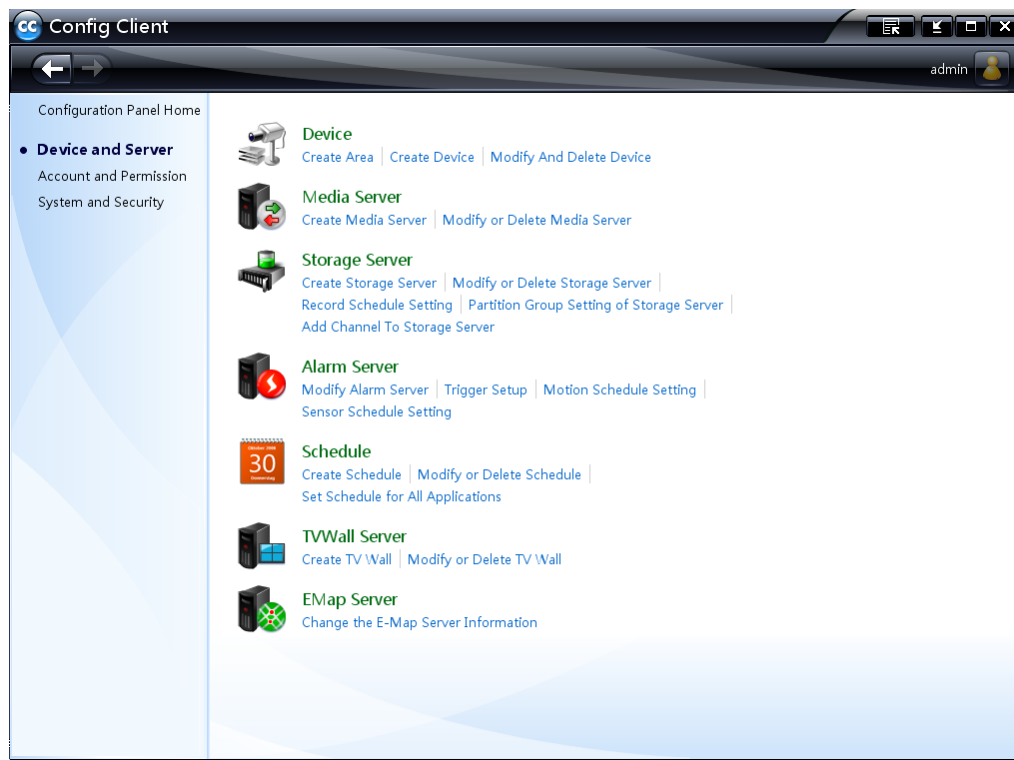 CC Config Client
admin
Configuration Panel Home
Device and Server
Account and Permission
System and Security
Device
Create Area Create Device Modify And Delete Device
Media Server
Create Media Server Modify or Delete Media Server
Storage Server
Create Storage Server Modify or Delete Storage Server
Record Schedule Setting Partition Group Setting of Storage Server
Add Channel To Storage Server
Alarm Server
Modify Alarm Server Trigger Setup Motion Schedule Setting
Sensor Schedule Setting
30
Schedule
Create Schedule Modify or Delete Schedule
Set Schedule for All Applications
TVWall Server
Create TV Wall Modify or Delete TV Wall
EMap Server
Change the E-Map Server Information